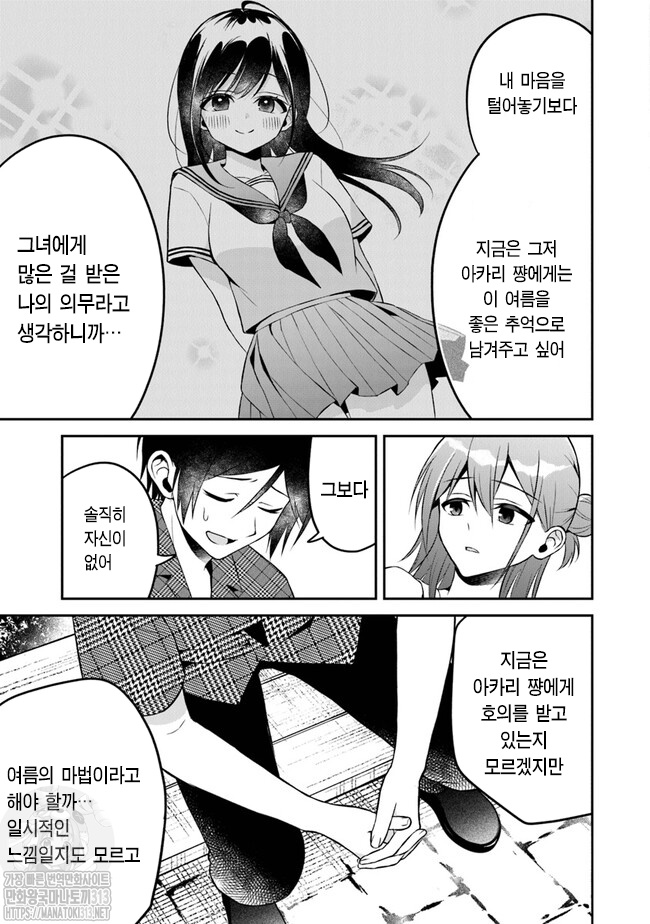 내 마음을
털어놓기보다
지금은 그저
아카리 쨩에게는
이 여름을
좋은 추억으로
남겨주고 싶어
그녀에게
많은 걸 받은
나의 의무라고
생각하니까…
그보다
솔직히
자신이
없어
지금은
아카리 쨩에게
호의를 받고
있는지
모르겠지만
여름의 마법이라고
해야 할까…
일시적인
느낌일지도 모르고
가장 빠른 번역만화사이트
만화왕국마나토끼313
HTTPS://MANATOKI313.NET